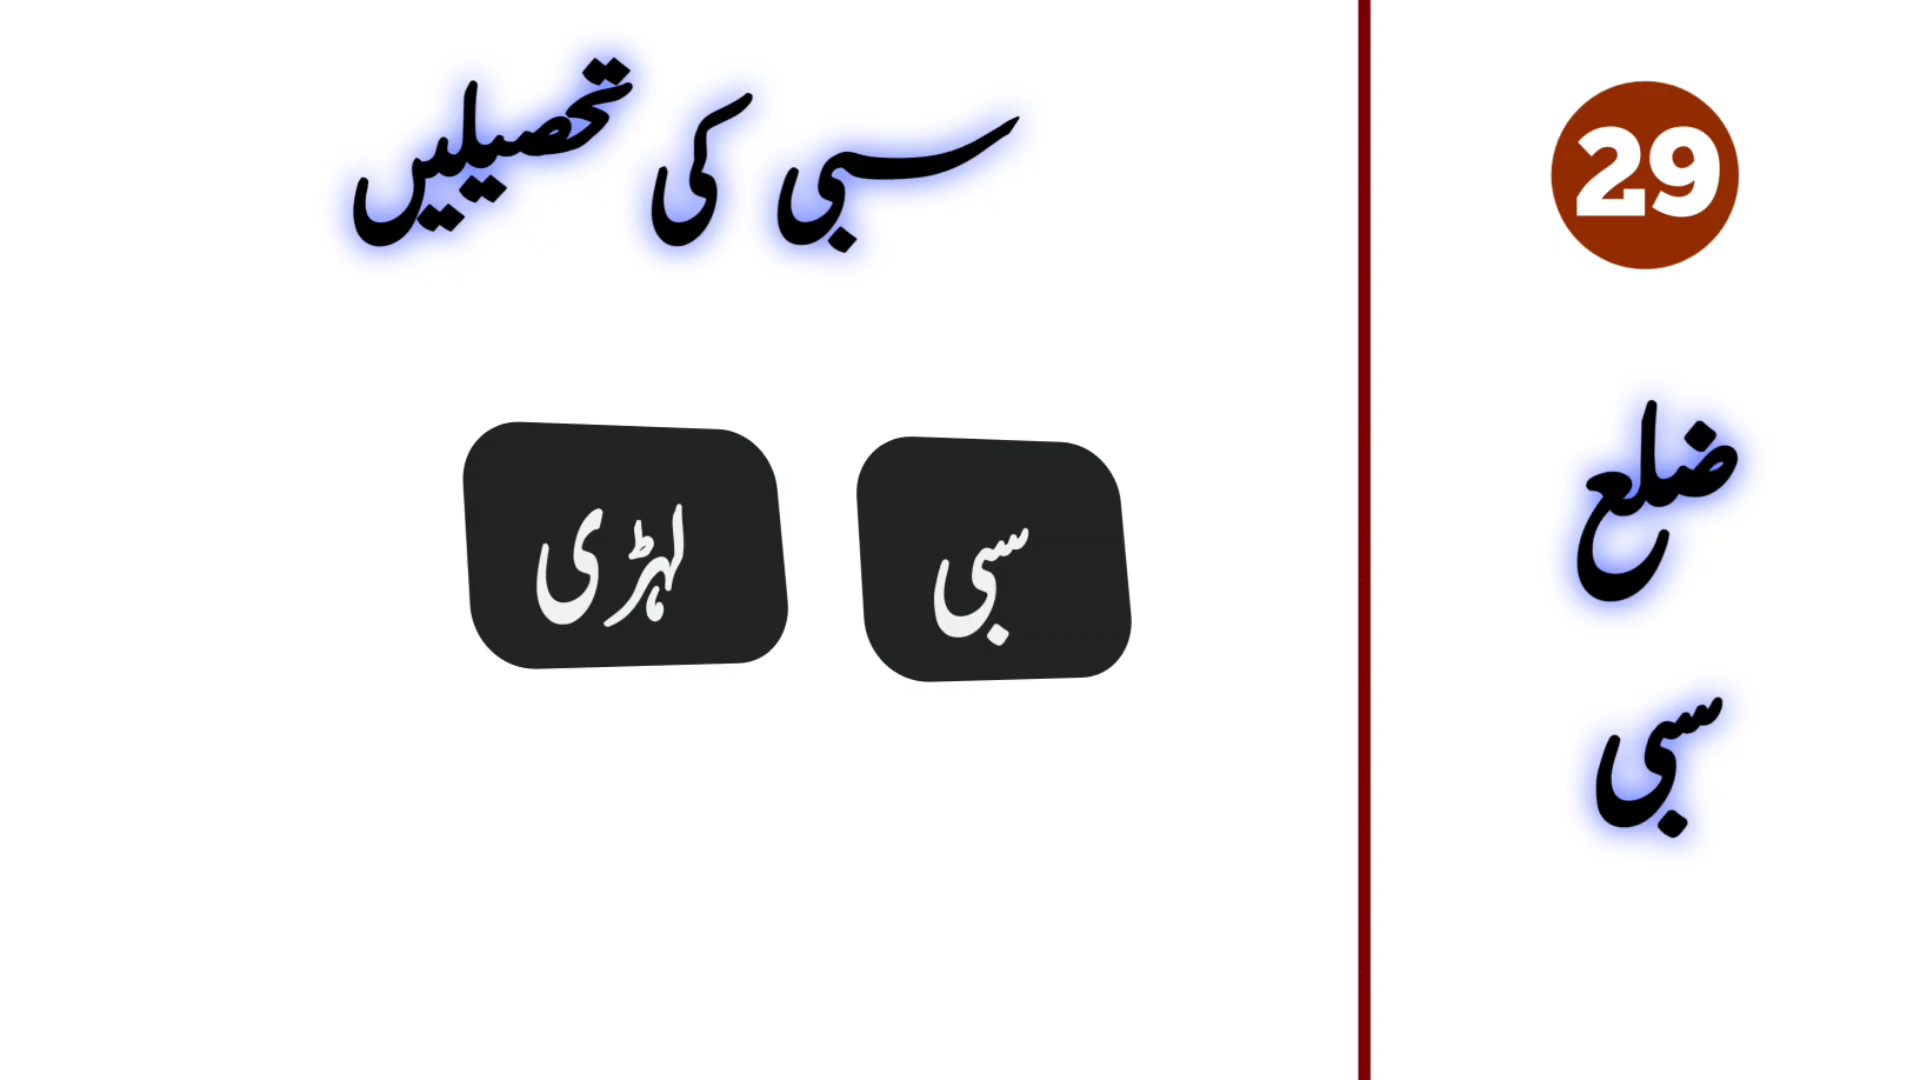 29
ضلع
سبی
سبی کی تحصیلیں
سبی
لہڑی